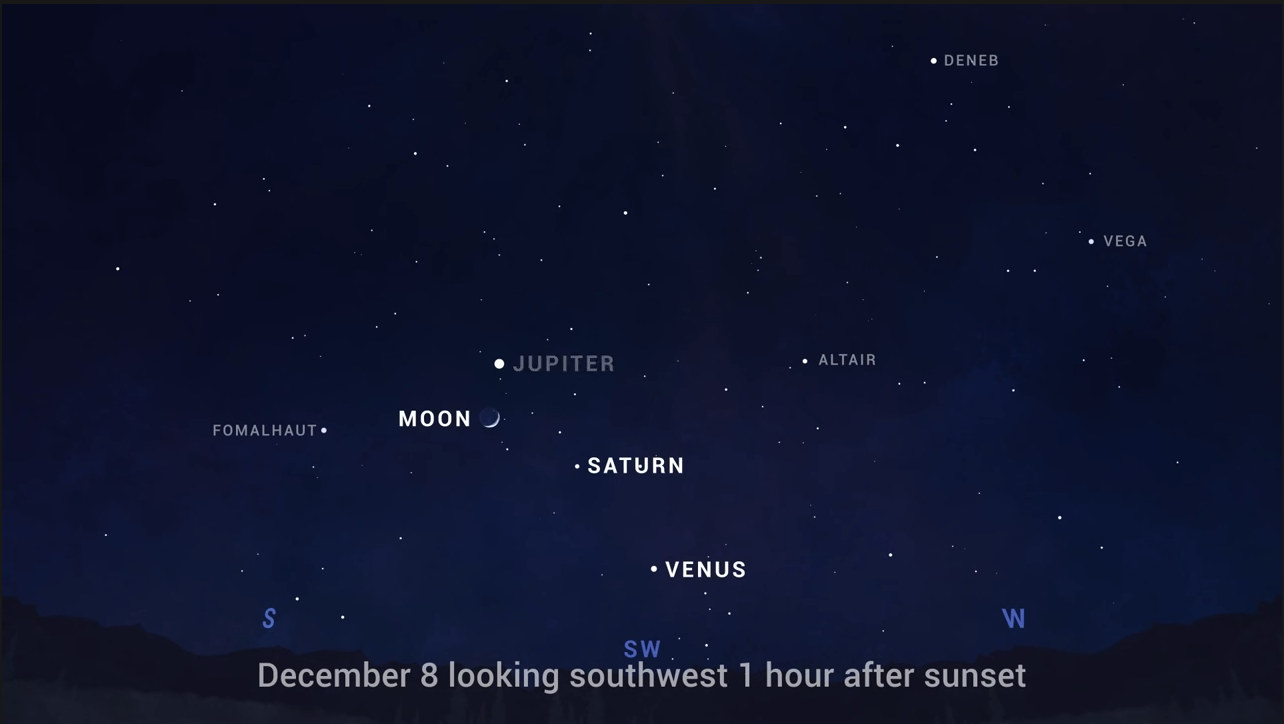 DENEB
VEGA
JUPITER
ALTAIR
MOON
FOMALHAUT
SATURN
VENUS
S
W
SW
December 8 looking southwest 1 hour after sunset